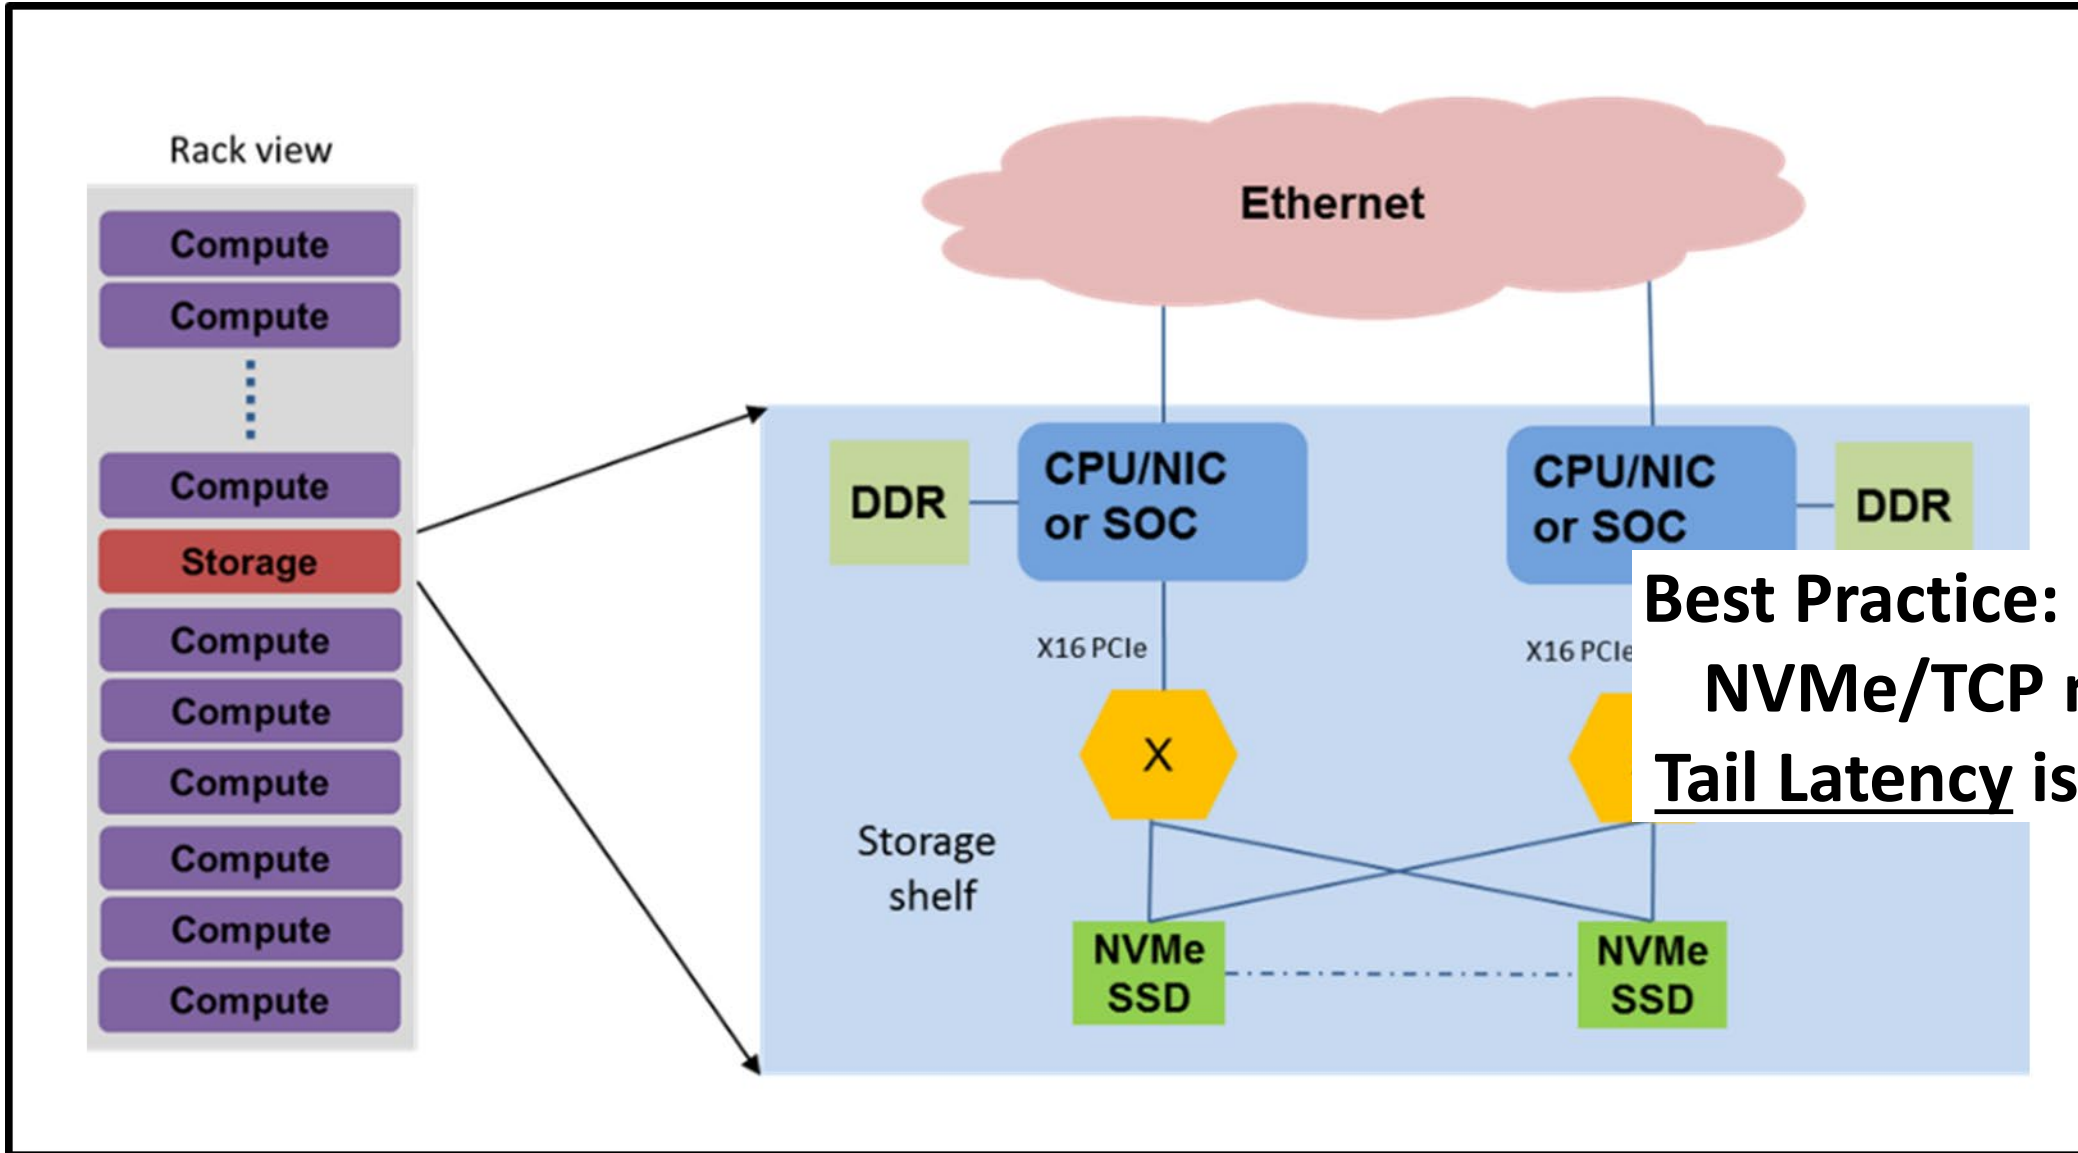 Rack view
Compute
Compute
Compute
Storage
Compute
Compute
Compute
Compute
Compute
Compute
Ethernet
DDR
CPU/NIC
or SOC
CPU/NIC
or SOC
DDR
X16 PCIe
X16 PCIe
X
Storage
shelf
NVMe
SSD
NVMe
SSD
Best Practice:
NVMe/TCP
Tail Latency is